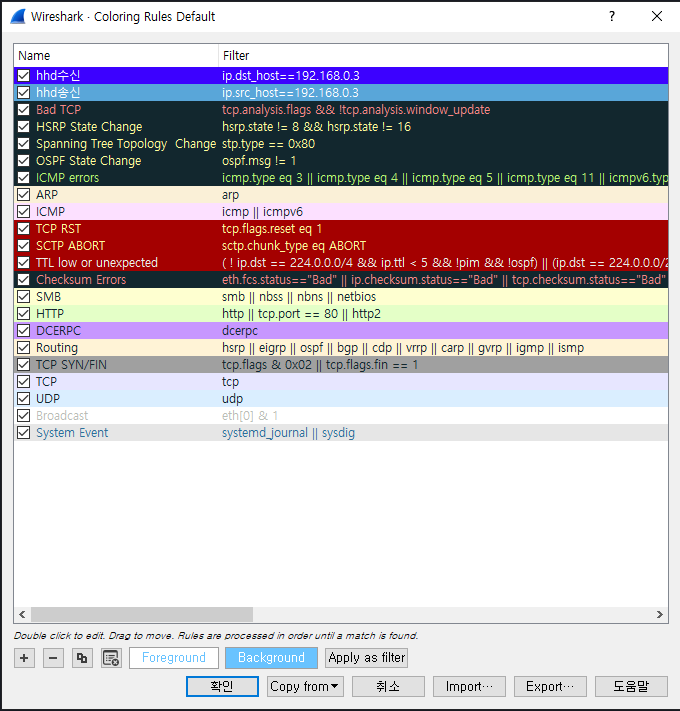 Wireshark · Coloring Rules Default
Name Filter
hhd수신 ip.dst_host==192.168.0.3
hhd송신 ip.src_host==192.168.0.3
Bad TCP tcp.analysis.flags && !tcp.analysis.window_update
HSRP State Change hsrp.state != 8 && hsrp.state != 16
Spanning Tree Topology Change stp.type == 0x80
OSPF State Change ospf.msg != 1
ICMP errors icmp.type eq 3 || icmp.type eq 4 || icmp.type eq 5 || icmp.type eq 11 || icmpv6.typ
ARP arp
ICMP icmp || icmpv6
TCP RST tcp.flags.reset eq 1
SCTP ABORT sctp.chunk_type eq ABORT
TTL low or unexpected ( ! ip.dst == 224.0.0.0/4 && ip.ttl < 5 && !pim && !ospf) || (ip.dst == 224.0.0.0/2
Checksum Errors eth.fcs.status=="Bad" || ip.checksum.status=="Bad" || tcp.checksum.status=="Bad"
SMB smb || nbss || nbns || netbios
HTTP http || tcp.port == 80 || http2
DCERPC dcerpc
Routing hsrp || eigrp || ospf || bgp || cdp || vrrp || carp || gvrp || igmp || ismp
TCP SYN/FIN tcp.flags & 0x02 || tcp.flags.fin == 1
TCP tcp
UDP udp
Broadcast eth[0] & 1
System Event systemd_journal || sysdig
Double click to edit. Drag to move. Rules are processed in order until a match is found.
Foreground Background Apply as filter
확인 Copy from 취소 Import… Export… 도움말